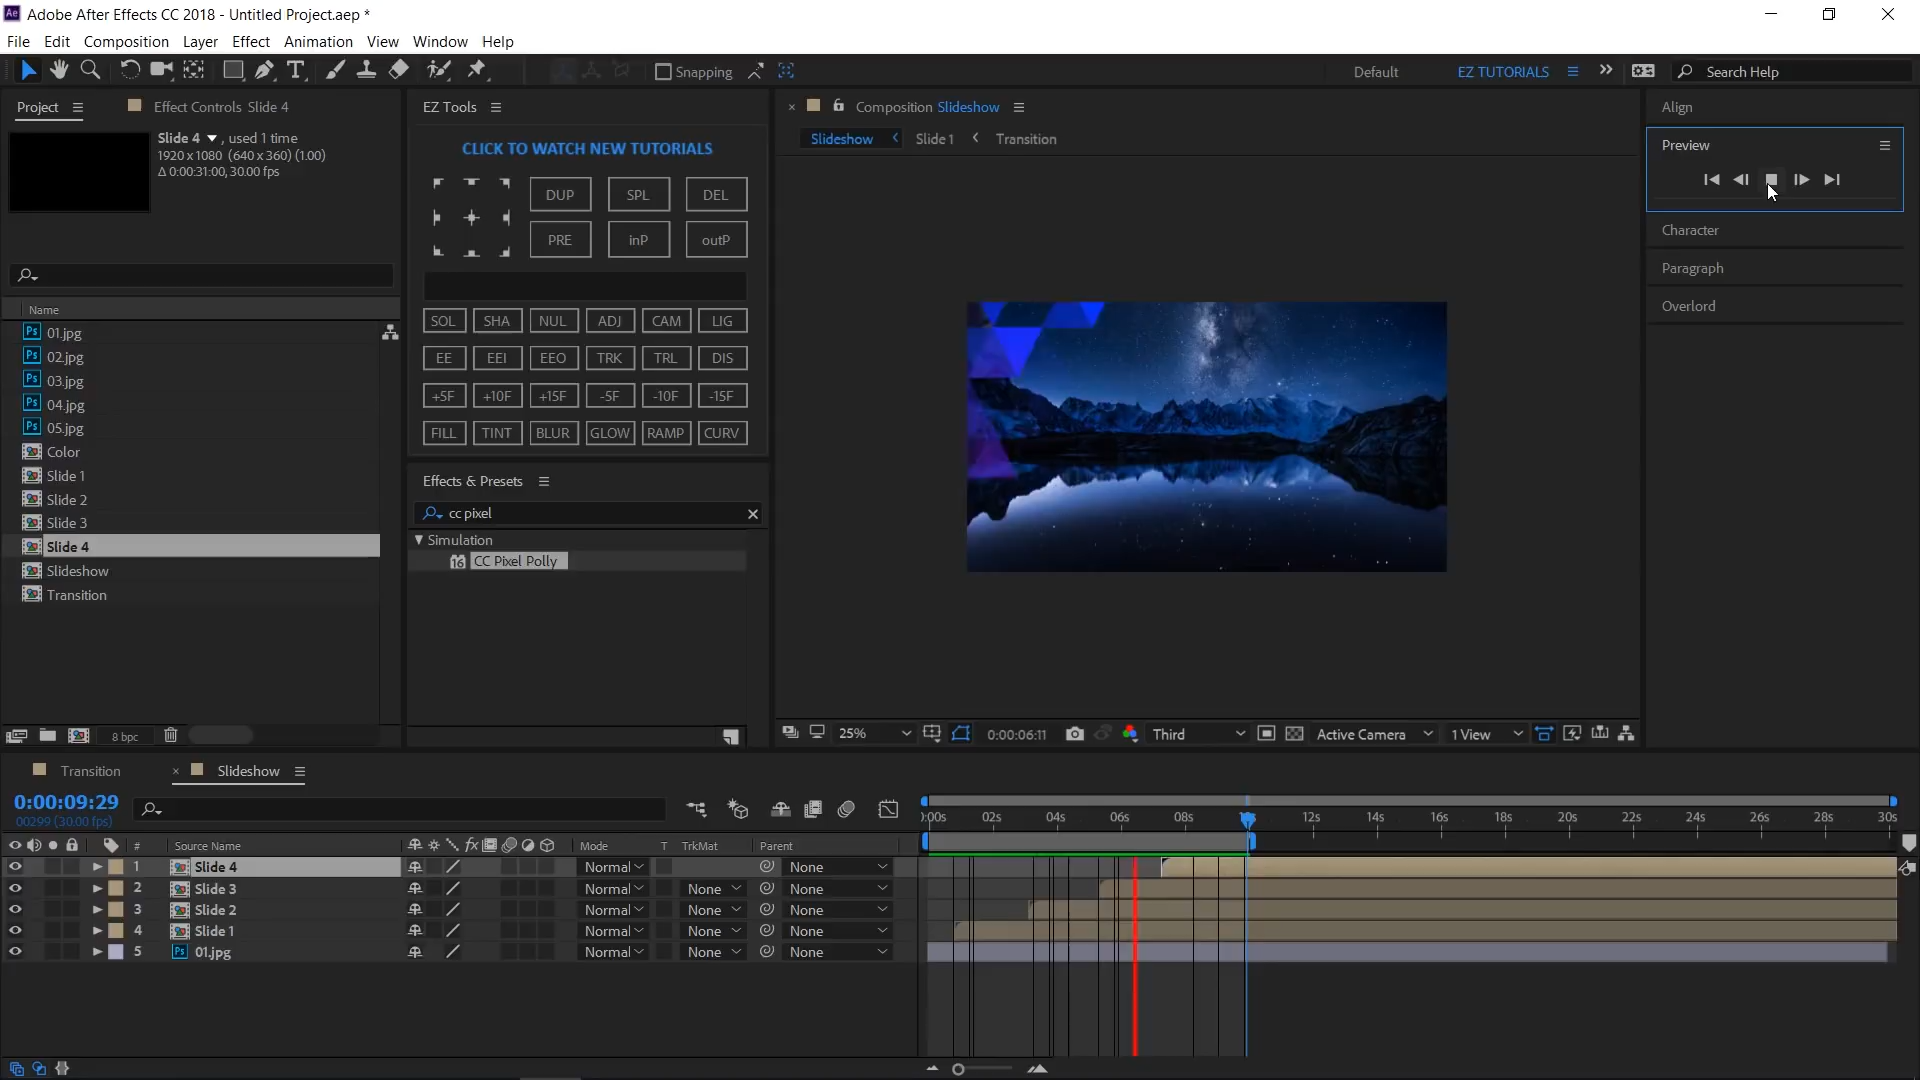 Ae Adobe After Effects CC 2018 - Untitled Project.aep *
File Edit Composition Layer Effect Animation View Window Help
Snapping Default EZ TUTORIALS Search Help
Project Effect Controls Slide 4 EZ Tools Composition Slideshow Align
Slide 4 , used 1 time
1920 x 1080 (640 x 360) (1.00)
Δ 0:00:31:00, 30.00 fps
CLICK TO WATCH NEW TUTORIALS
DUP SPL DEL
PRE inP outP
SOL SHA NUL ADJ CAM LIG
EE EEI EEO TRK TRL DIS
+5F +10F +15F -5F -10F -15F
FILL TINT BLUR GLOW RAMP CURV
Slideshow Slide 1 Transition
Preview
Character
Paragraph
Overlord
Name
Ps 01.jpg
Ps 02.jpg
Ps 03.jpg
Ps 04.jpg
Ps 05.jpg
Color
Slide 1
Slide 2
Slide 3
Slide 4
Slideshow
Transition
Effects & Presets
cc pixel
Simulation
16 CC Pixel Polly
8 bpc
25% 0:00:06:11 Third Active Camera 1 View
Transition Slideshow
0:00:09:29
00299 (30.00 fps)
):00s 02s 04s 06s 08s 12s 14s 16s 18s 20s 22s 24s 26s 28s 30s
# Source Name fx Mode T TrkMat Parent
1 Slide 4 Normal None
2 Slide 3 Normal None None
3 Slide 2 Normal None None
4 Slide 1 Normal None None
5 Ps 01.jpg Normal None None